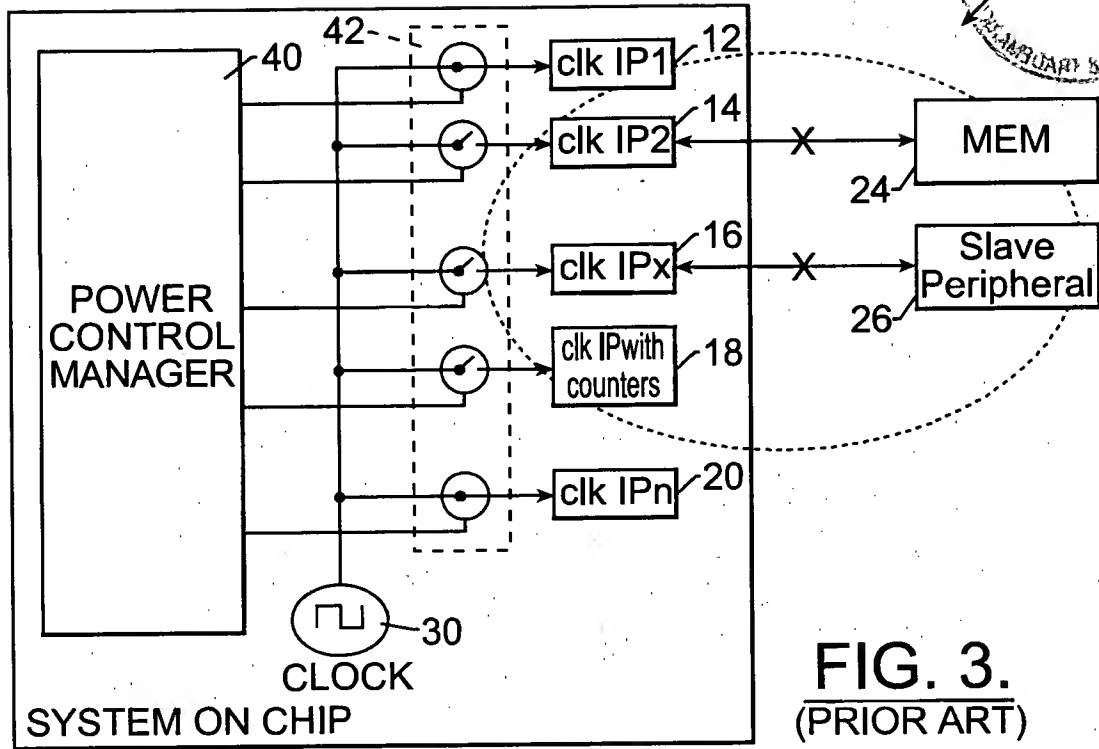 42
40
clk IP1
12
clk IP2
14
MEM
24
clk IPx
16
Slave
Peripheral
26
POWER
CONTROL
MANAGER
clk IPwith
counters
18
clk IPn
20
30
CLOCK
SYSTEM ON CHIP
FIG. 3.
(PRIOR ART)